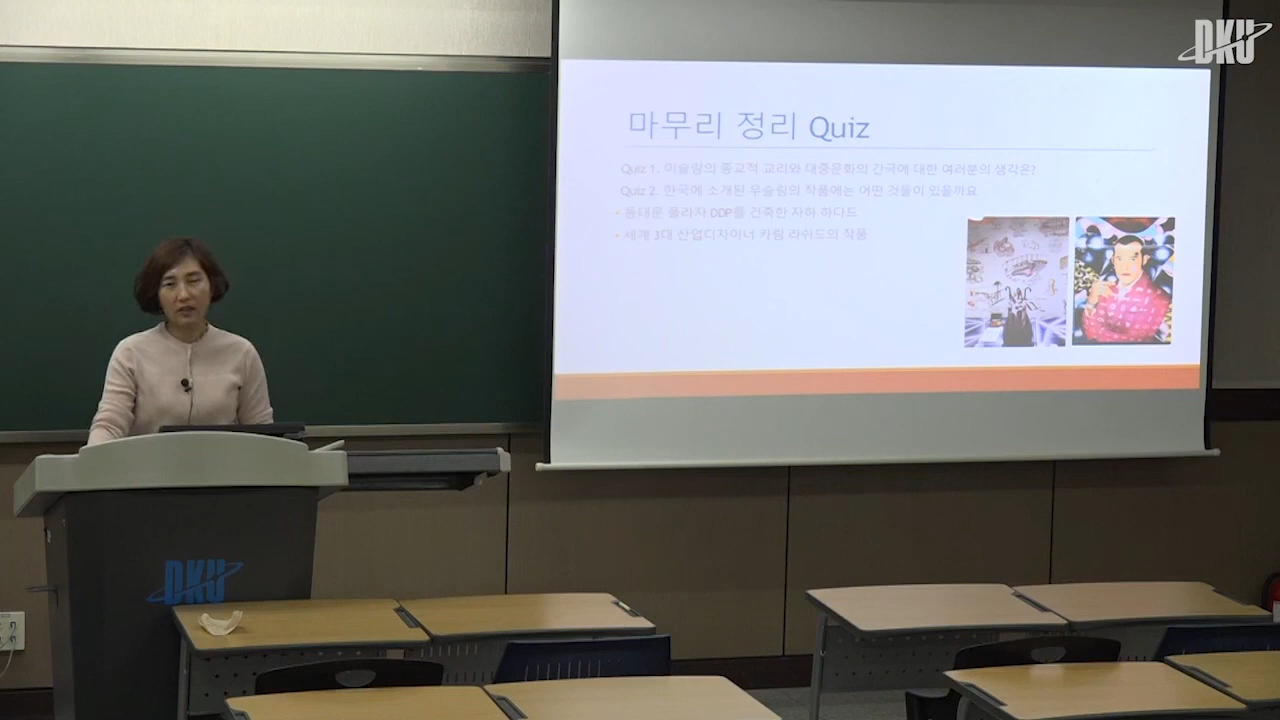 DKU
마무리 정리 Quiz
Quiz 1. 이슬람의 종교적 교리와 대중문화의 간극에 대한 여러분의 생각은?
Quiz 2. 한국에 소개된 무슬림의 작품에는 어떤 것들이 있을까요
• 동대문 플라자 DDP를 건축한 자하 하다드
• 세계 3대 산업디자이너 카림 라쉬드의 작품
DKU